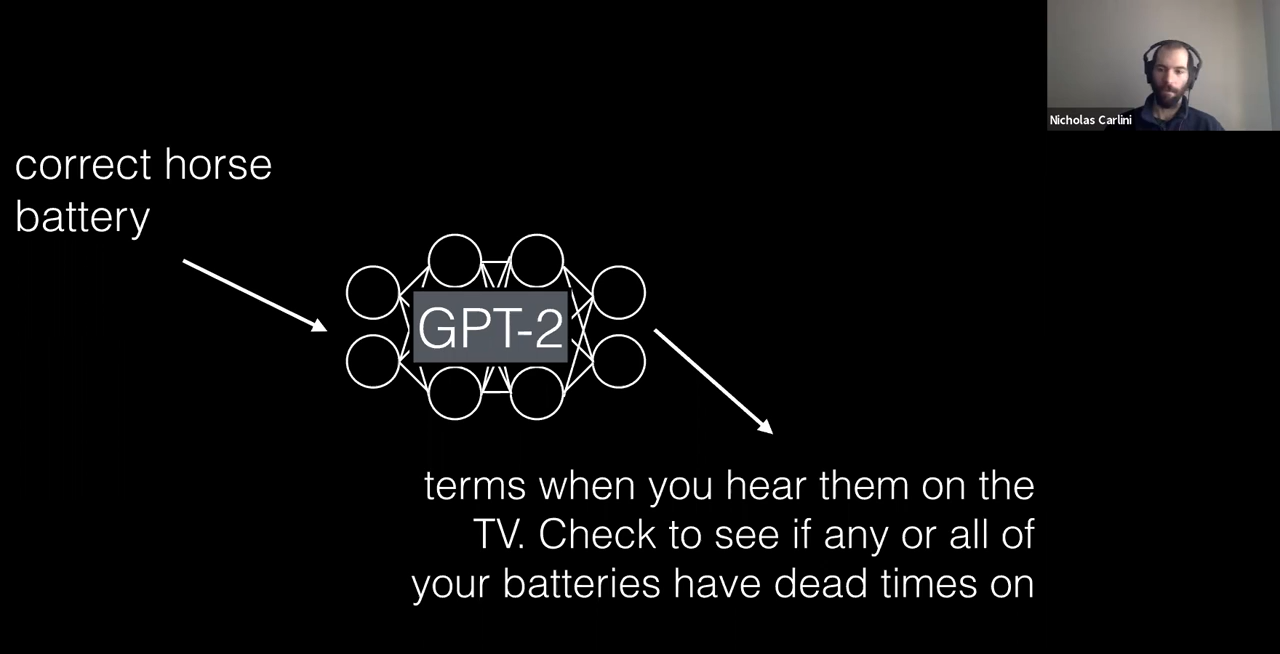 Nicholas Carlini
correct horse
battery
GPT-2
terms when you hear them on the
TV. Check to see if any or all of
your batteries have dead times on